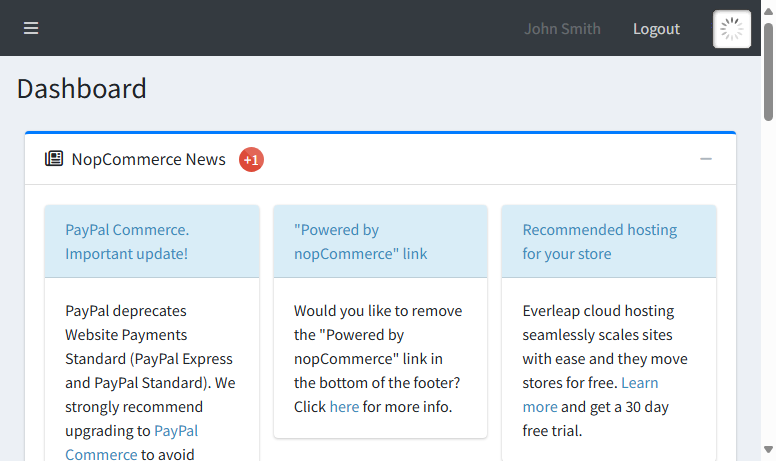 John Smith Logout
Dashboard
NopCommerce News +1
PayPal Commerce.
Important update!
PayPal deprecates
Website Payments
Standard (PayPal Express
and PayPal Standard). We
strongly recommend
upgrading to PayPal
Commerce to avoid
"Powered by
nopCommerce" link
Would you like to remove
the "Powered by
nopCommerce" link in
the bottom of the footer?
Click here for more info.
Recommended hosting
for your store
Everleap cloud hosting
seamlessly scales sites
with ease and they move
stores for free. Learn
more and get a 30 day
free trial.